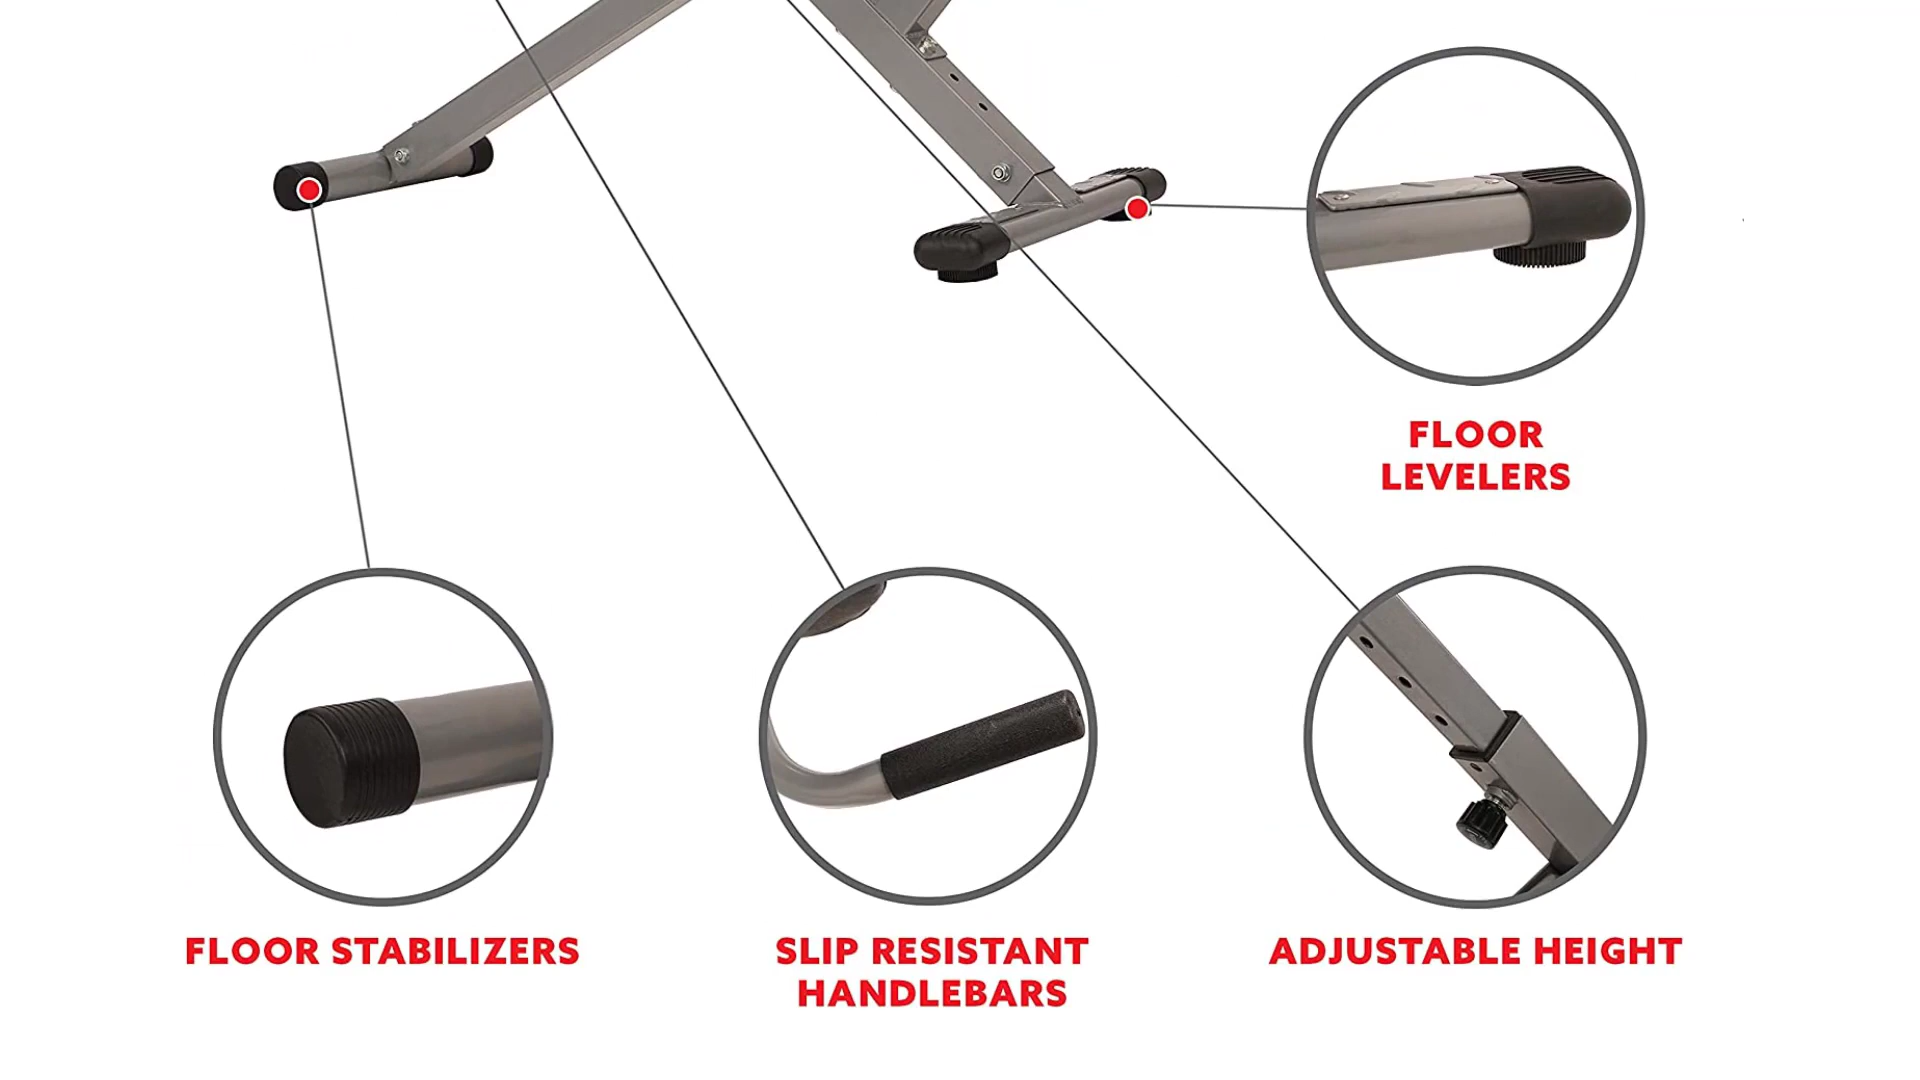 FLOOR
LEVELERS
FLOOR STABILIZERS
SLIP RESISTANT
HANDLEBARS
ADJUSTABLE HEIGHT